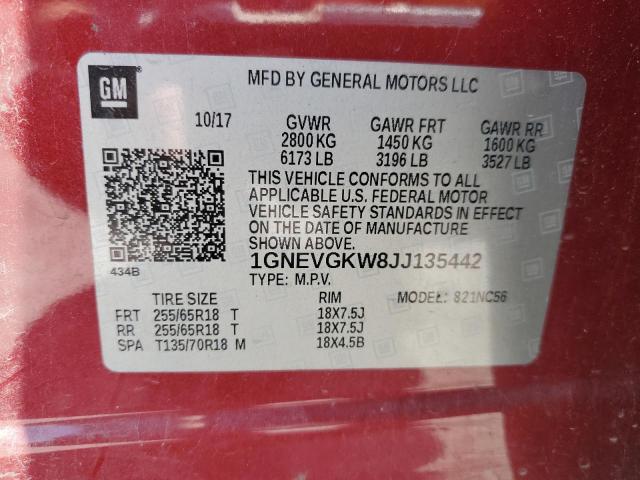 GM
MFD BY GENERAL MOTORS LLC
10/17 GVWR GAWR FRT GAWR RR
2800 KG 1450 KG 1600 KG
6173 LB 3196 LB 3527 LB
THIS VEHICLE CONFORMS TO ALL
APPLICABLE U.S. FEDERAL MOTOR
VEHICLE SAFETY STANDARDS IN EFFECT
ON THE DATE OF MANUFACTURE
SHOWN ABOVE.
434B 1GNEVGKW8JJ135442
TYPE: M.P.V. MODEL: 821NC56
TIRE SIZE RIM
FRT 255/65R18 T 18X7.5J
RR 255/65R18 T 18X7.5J
SPA T135/70R18 M 18X4.5B